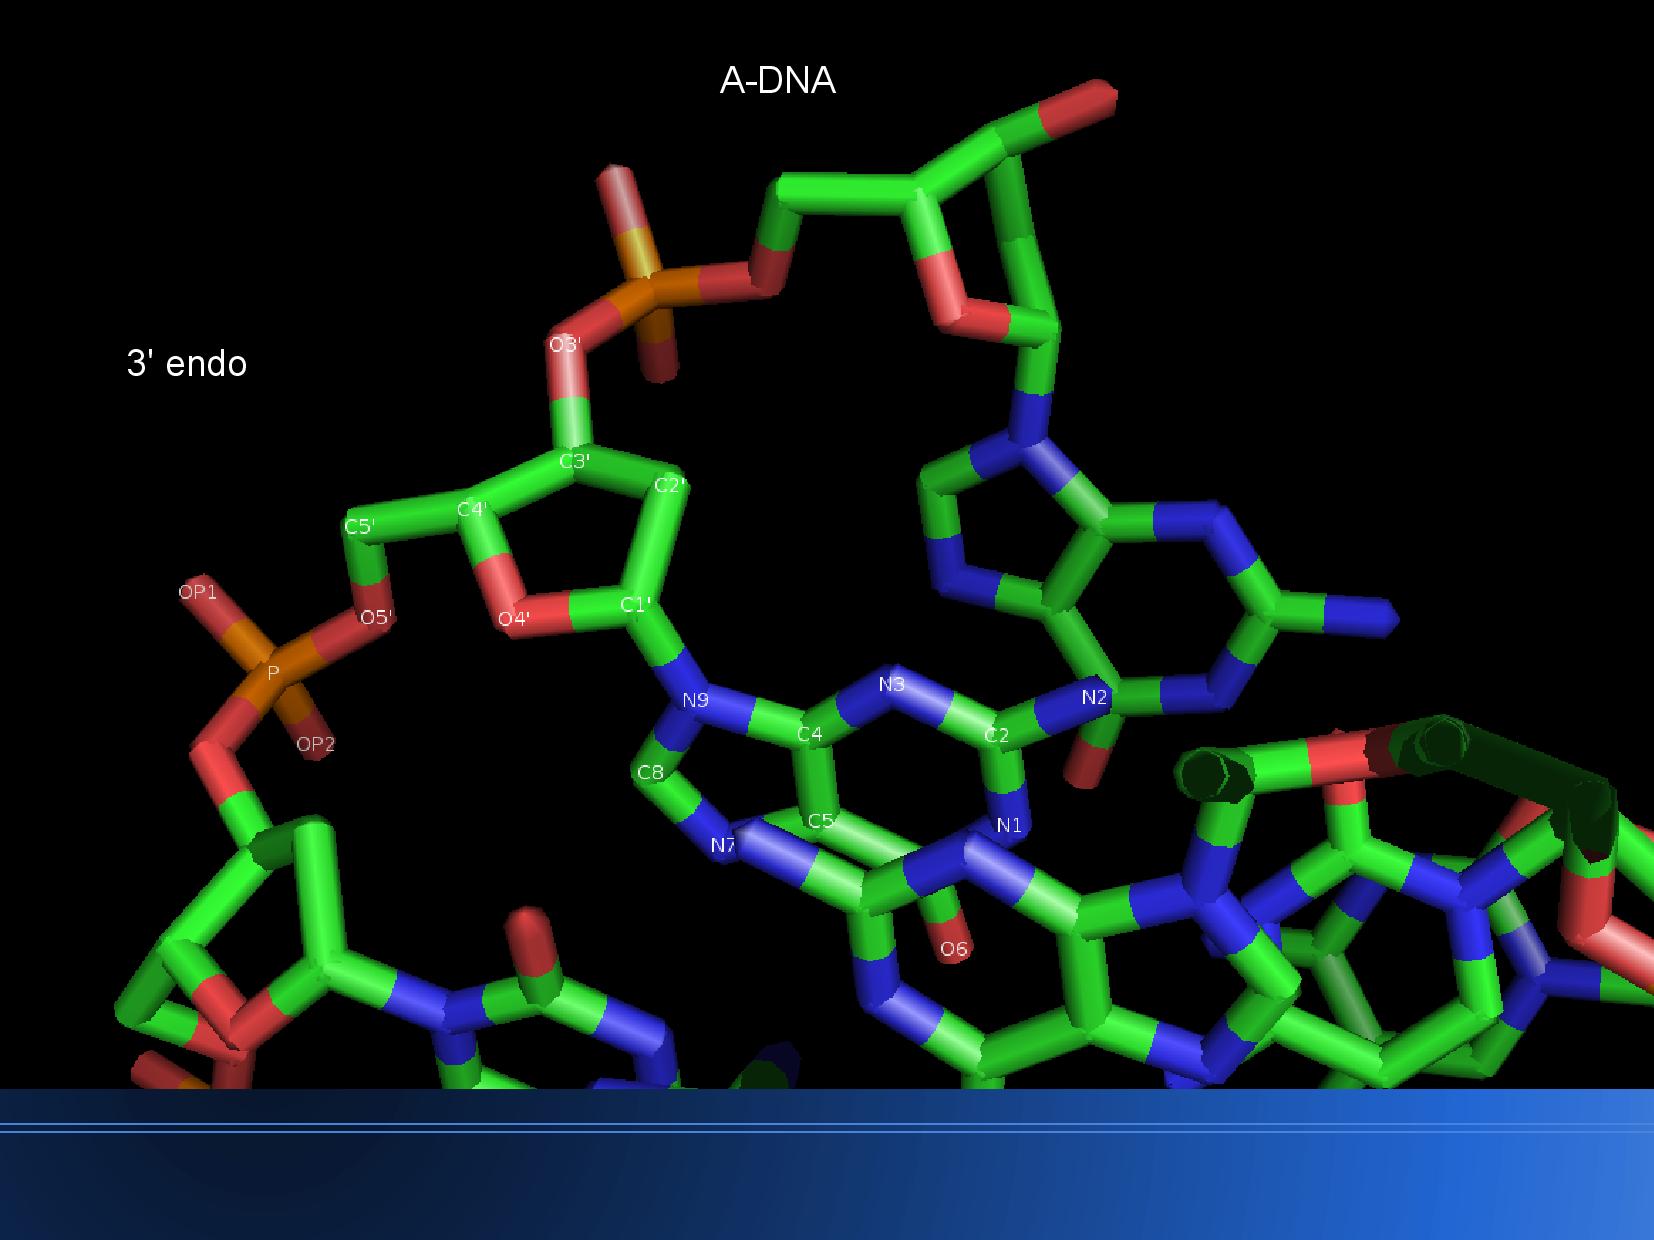 A-DNA
O3'
3' endo
C3'
C2'
C4'
C5'
OP1
C1'
O5'
O4'
P
N3
N2
N9
C4
C2
OP2
C8
C5
N1
N7
O6